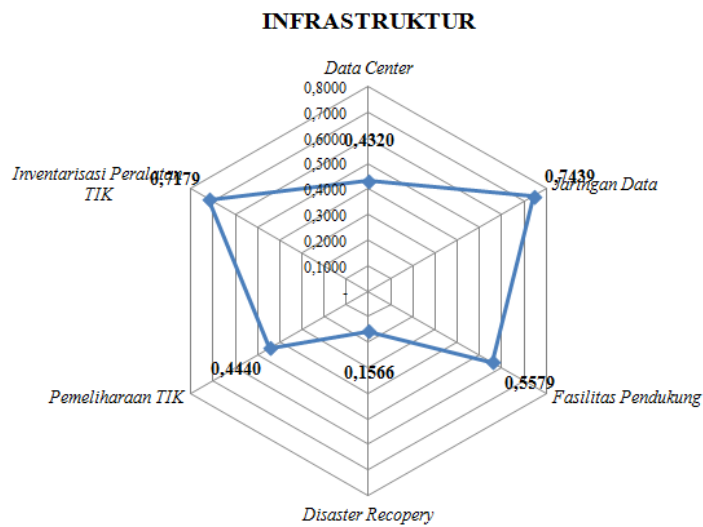 INFRASTRUKTUR
Data Center
0,8000
0,7000
0,6000
0,5000
0,4000
0,3000
0,2000
0,1000
-
0,4320
0,7439
Jaringan Data
0,5579
Fasilitas Pendukung
0,1566
Disaster Recopery
0,4440
Pemeliharaan TIK
Inventarisasi Peralatan
TIK
0,7179